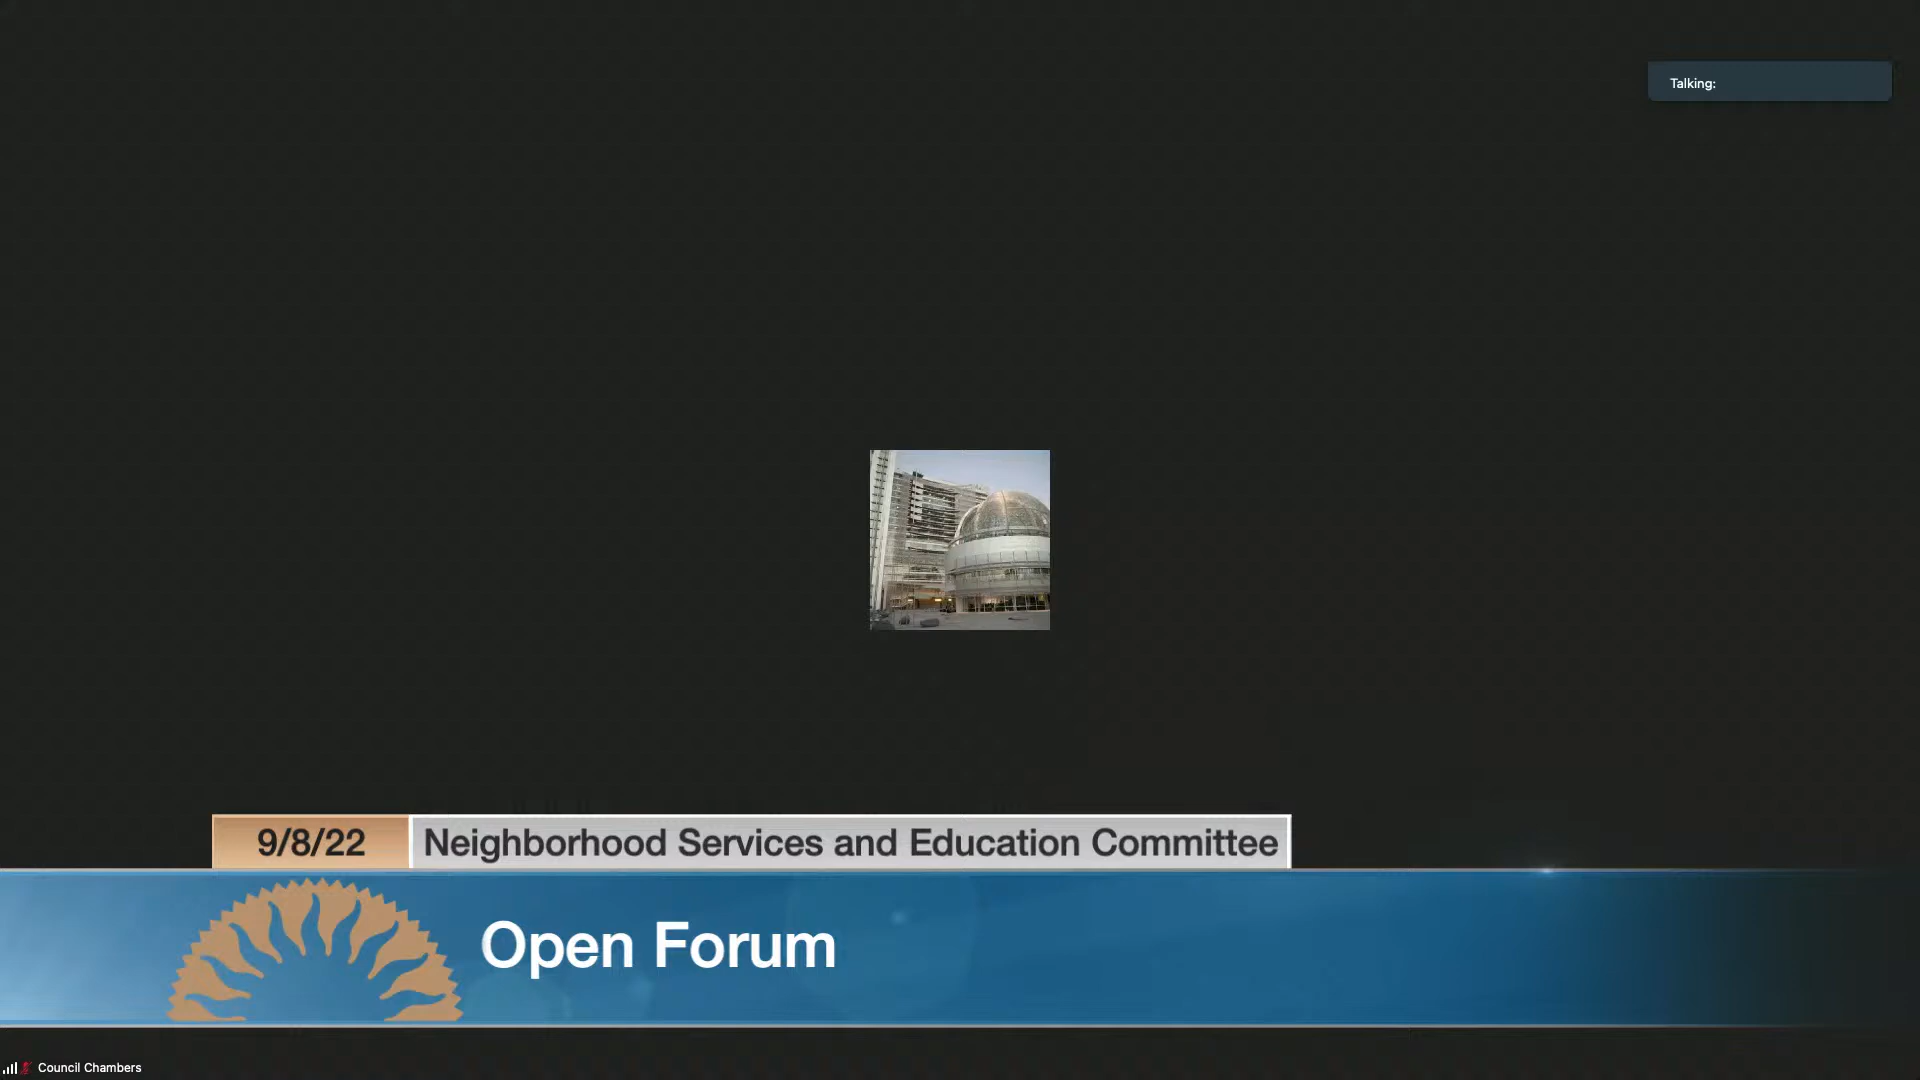 Talking:
9/8/22 Neighborhood Services and Education Committee
Open Forum
Council Chambers